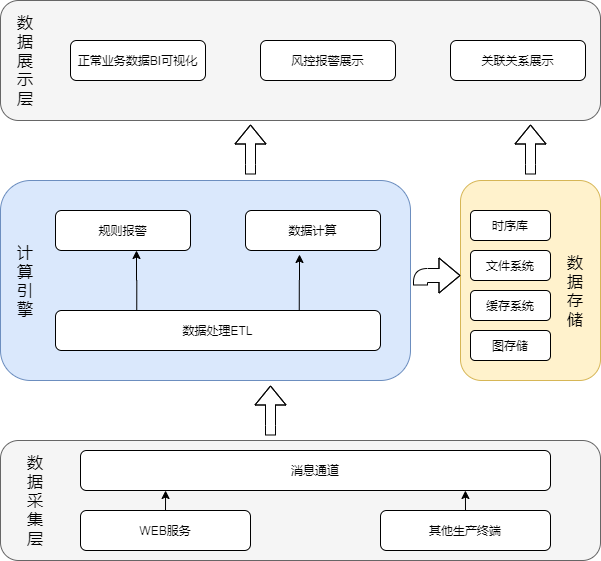 数据展示层
正常业务数据BI可视化
风控报警展示
关联关系展示
计算引擎
规则报警
数据计算
数据处理ETL
时序库
文件系统
缓存系统
图存储
数据存储
数据采集层
消息通道
WEB服务
其他生产终端